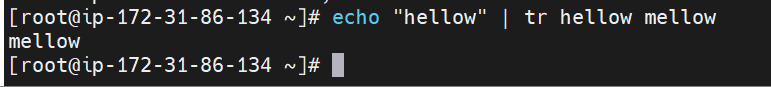 [root@ip-172-31-86-134 ~]# echo "hellow" | tr hellow mellow
mellow
[root@ip-172-31-86-134 ~]#